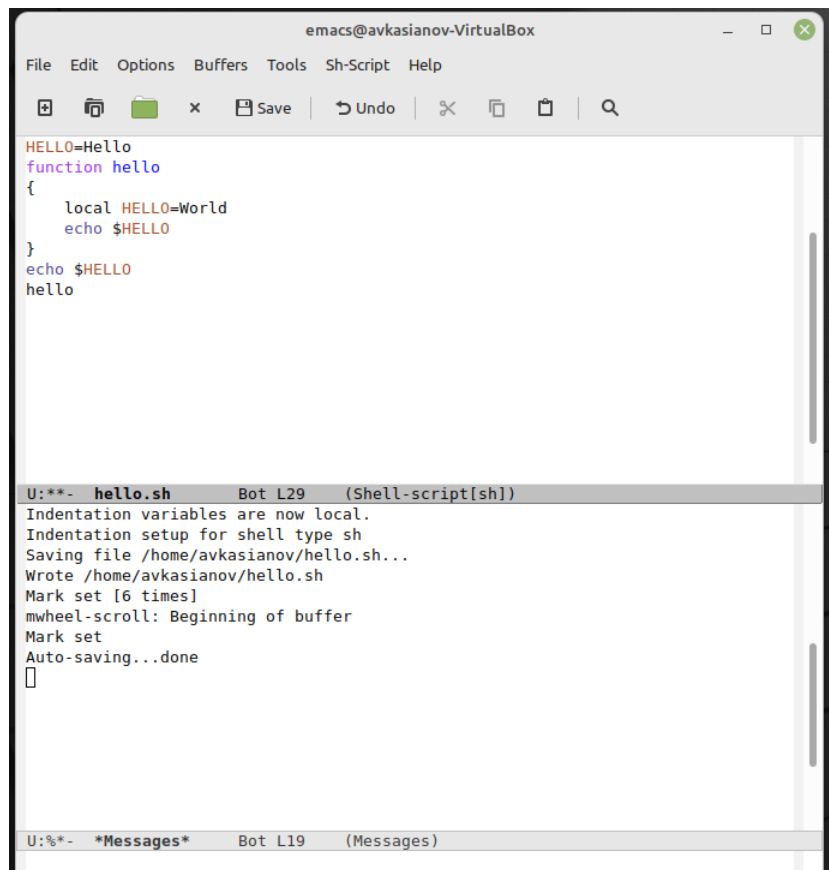 emacs@avkasianov-VirtualBox
File Edit Options Buffers Tools Sh-Script Help
Save Undo
HELLO=Hello
function hello
{
    local HELLO=World
    echo $HELLO
}
echo $HELLO
hello
U:**-  hello.sh       Bot L29    (Shell-script[sh])
Indentation variables are now local.
Indentation setup for shell type sh
Saving file /home/avkasianov/hello.sh...
Wrote /home/avkasianov/hello.sh
Mark set [6 times]
mwheel-scroll: Beginning of buffer
Mark set
Auto-saving...done
U:%*-  *Messages*     Bot L19    (Messages)